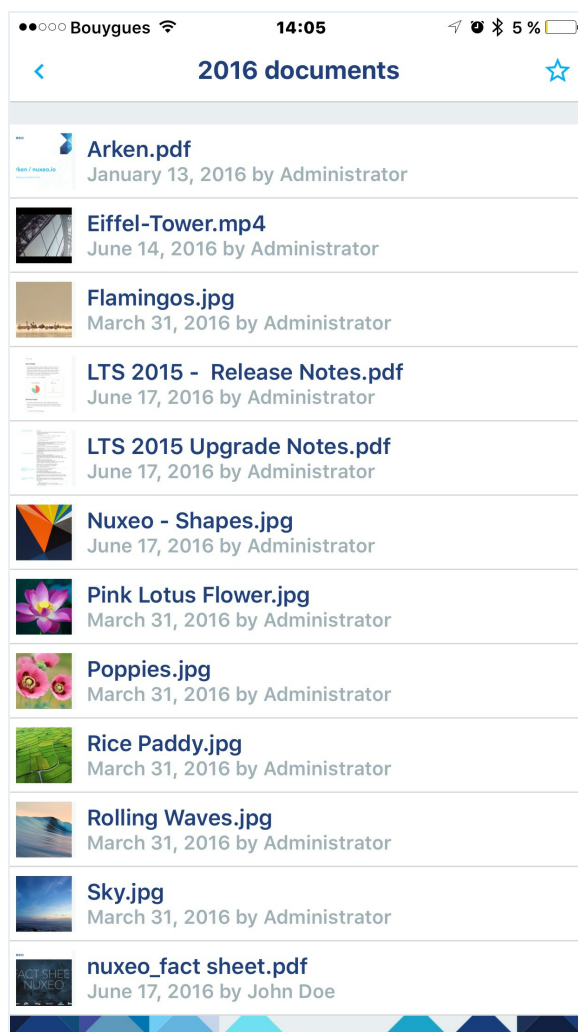 Bouygues 14:05 5 %
2016 documents
Arken.pdf
January 13, 2016 by Administrator
Eiffel-Tower.mp4
June 14, 2016 by Administrator
Flamingos.jpg
March 31, 2016 by Administrator
LTS 2015 -  Release Notes.pdf
June 17, 2016 by Administrator
LTS 2015 Upgrade Notes.pdf
June 17, 2016 by Administrator
Nuxeo - Shapes.jpg
June 17, 2016 by Administrator
Pink Lotus Flower.jpg
March 31, 2016 by Administrator
Poppies.jpg
March 31, 2016 by Administrator
Rice Paddy.jpg
March 31, 2016 by Administrator
Rolling Waves.jpg
March 31, 2016 by Administrator
Sky.jpg
March 31, 2016 by Administrator
FACT SHEE
NUXEO
nuxeo_fact sheet.pdf
June 17, 2016 by John Doe